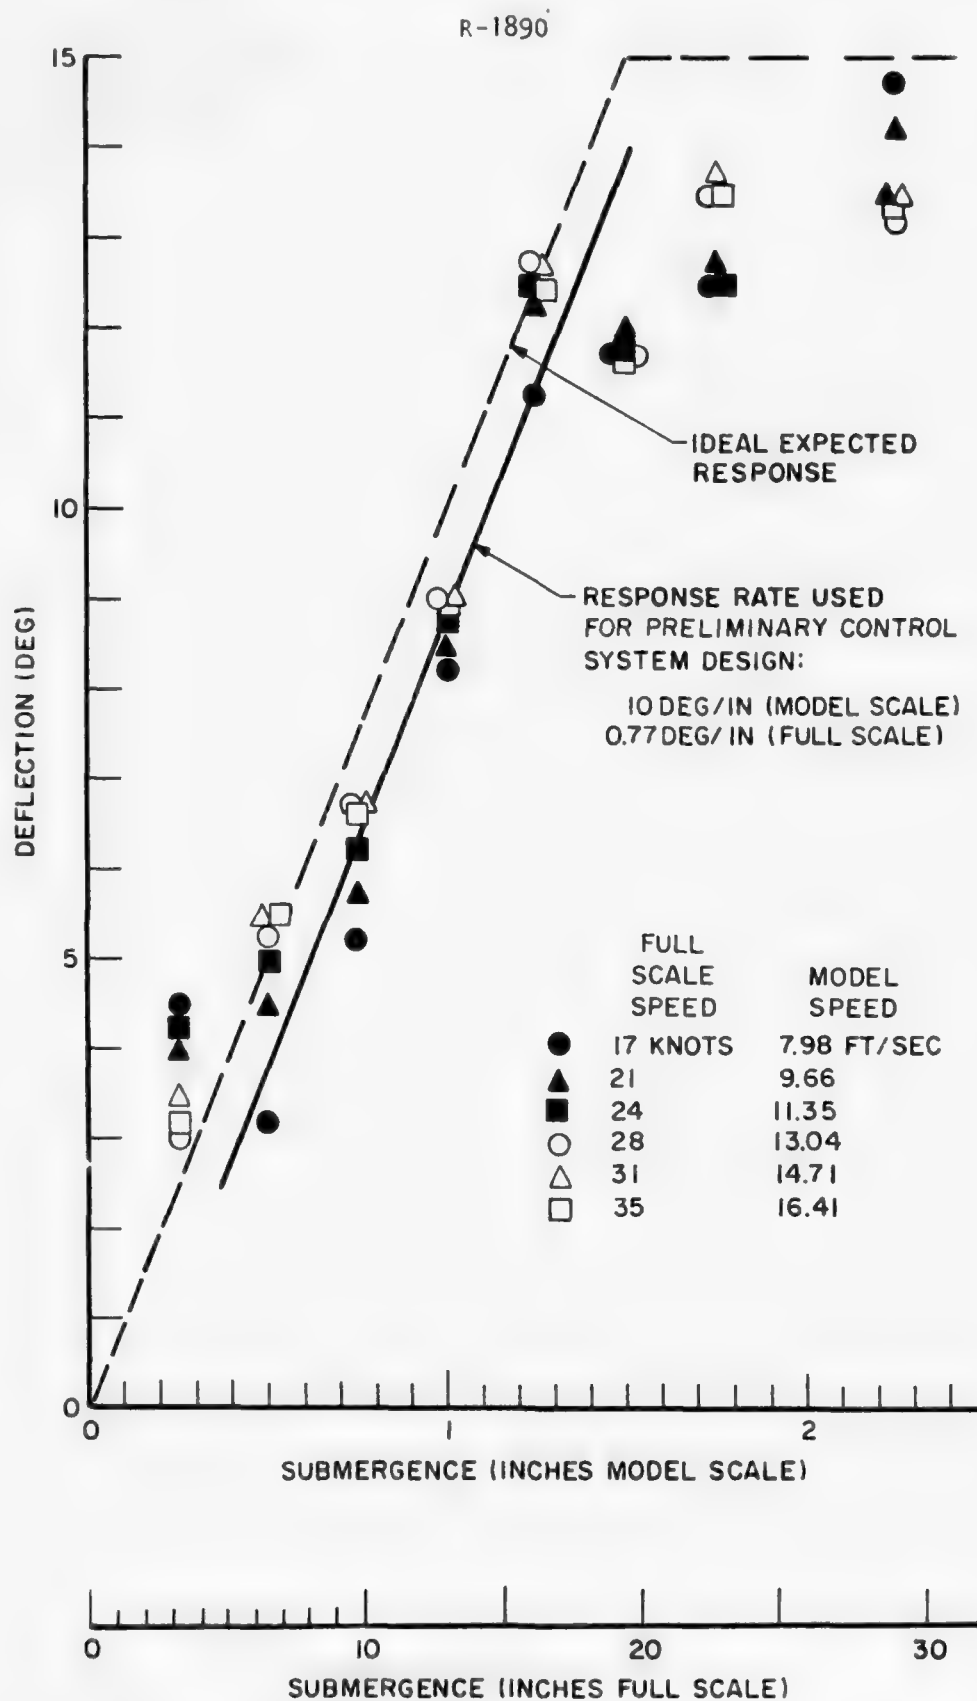 R-1890
15
10
5
0
DEFLECTION (DEG)
IDEAL EXPECTED
RESPONSE
RESPONSE RATE USED
FOR PRELIMINARY CONTROL
SYSTEM DESIGN:
10 DEG/IN (MODEL SCALE)
0.77 DEG/IN (FULL SCALE)
FULL
SCALE
SPEED
MODEL
SPEED
17 KNOTS 7.98 FT/SEC
21 9.66
24 11.35
28 13.04
31 14.71
35 16.41
0 1 2
SUBMERGENCE (INCHES MODEL SCALE)
0 10 20 30
SUBMERGENCE (INCHES FULL SCALE)